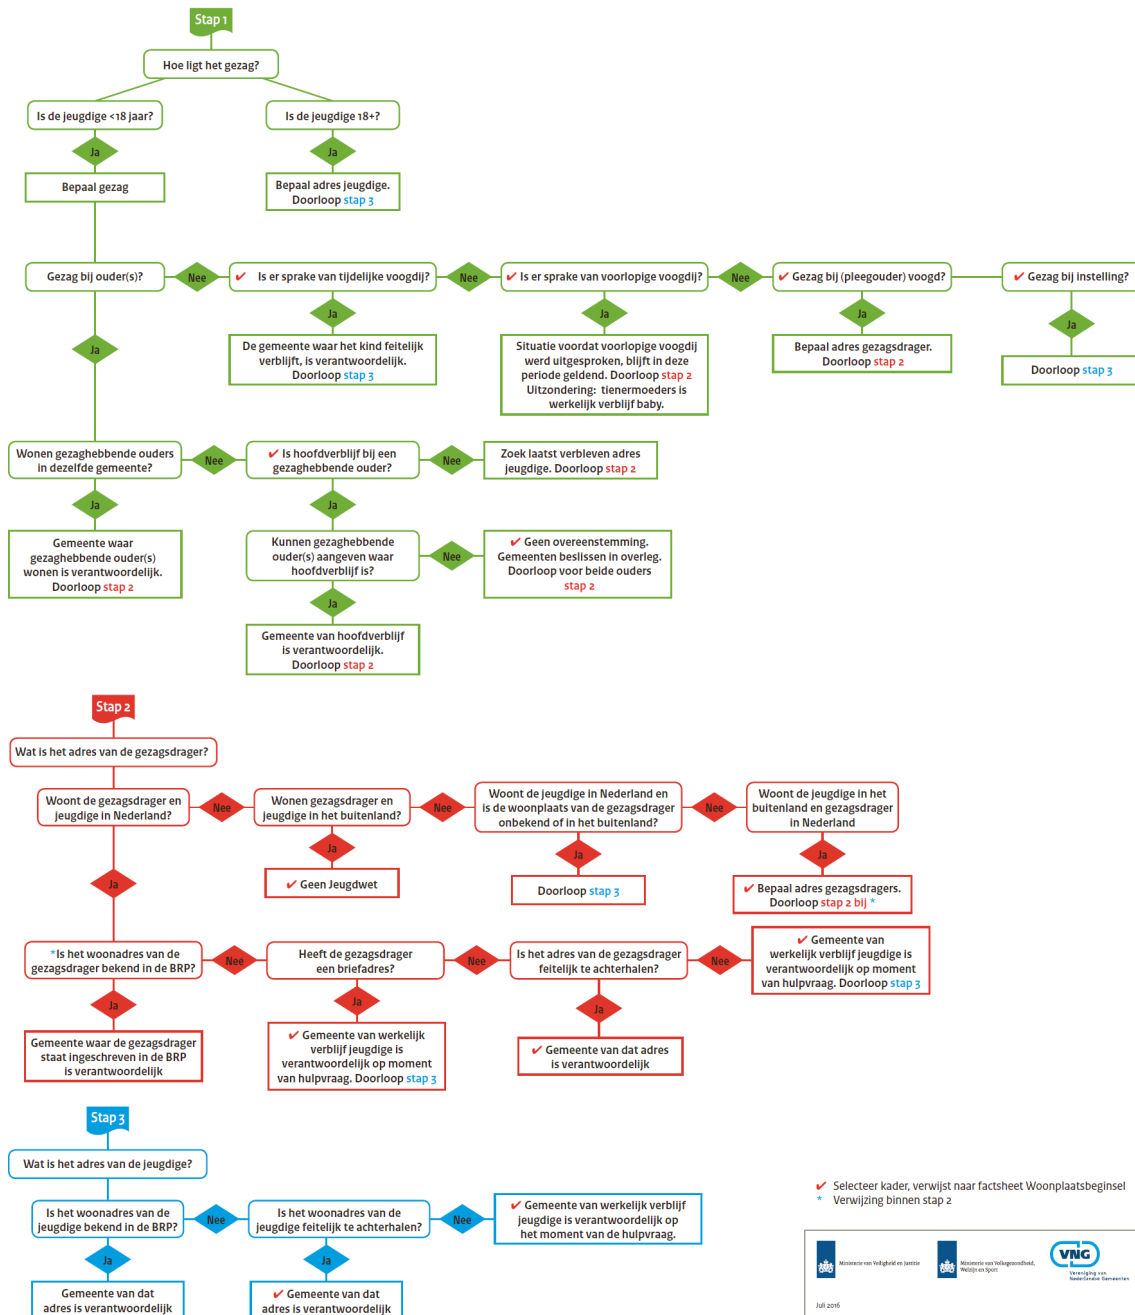 Stap 1
Hoe ligt het gezag?
Is de jeugdige <18 jaar?
Is de jeugdige 18+?
Ja
Ja
Bepaal gezag
Bepaal adres jeugdige.
Doorloop stap 3
Gezag bij ouder(s)?
Nee
✓ Is er sprake van tijdelijke voogdij?
Nee
✓ Is er sprake van voorlopige voogdij?
Nee
✓ Gezag bij (pleegouder) voogd?
✓ Gezag bij instelling?
Ja
Ja
Ja
Ja
Ja
De gemeente waar het kind feitelijk
verblijft, is verantwoordelijk.
Doorloop stap 3
Situatie voordat voorlopige voogdij
werd uitgesproken, blijft in deze
periode geldend. Doorloop stap 2
Uitzondering: tienermoeders is
werkelijk verblijf baby.
Bepaal adres gezagsdrager.
Doorloop stap 2
Doorloop stap 3
Wonen gezaghebbende ouders
in dezelfde gemeente?
Nee
✓ Is hoofdverblijf bij een
gezaghebbende ouder?
Nee
Zoek laatst verbleven adres
jeugdige. Doorloop stap 2
Ja
Ja
Gemeente waar
gezaghebbende ouder(s)
wonen is verantwoordelijk.
Doorloop stap 2
Kunnen gezaghebbende
ouder(s) aangeven waar
hoofdverblijf is?
Nee
✓ Geen overeenstemming.
Gemeenten beslissen in overleg.
Doorloop voor beide ouders
stap 2
Ja
Gemeente van hoofdverblijf
is verantwoordelijk.
Doorloop stap 2
Stap 2
Wat is het adres van de gezagsdrager?
Woont de gezagsdrager en
jeugdige in Nederland?
Nee
Wonen gezagsdrager en
jeugdige in het buitenland?
Nee
Woont de jeugdige in Nederland en
is de woonplaats van de gezagsdrager
onbekend of in het buitenland?
Nee
Woont de jeugdige in het
buitenland en gezagsdrager
in Nederland
Ja
Ja
Ja
Ja
✓ Geen Jeugdwet
Doorloop stap 3
✓ Bepaal adres gezagsdragers.
Doorloop stap 2 bij *
*Is het woonadres van de
gezagsdrager bekend in de BRP?
Nee
Heeft de gezagsdrager
een briefadres?
Nee
Is het adres van de gezagsdrager
feitelijk te achterhalen?
Nee
✓ Gemeente van
werkelijk verblijf jeugdige is
verantwoordelijk op moment
van hulpvraag. Doorloop stap 3
Ja
Ja
Ja
Gemeente waar de gezagsdrager
staat ingeschreven in de BRP
is verantwoordelijk
✓ Gemeente van werkelijk
verblijf jeugdige is
verantwoordelijk op moment
van hulpvraag. Doorloop stap 3
✓ Gemeente van dat adres
is verantwoordelijk
Stap 3
Wat is het adres van de jeugdige?
Is het woonadres van de
jeugdige bekend in de BRP?
Nee
Is het woonadres van de
jeugdige feitelijk te achterhalen?
Nee
✓ Gemeente van werkelijk verblijf
jeugdige is verantwoordelijk op
het moment van de hulpvraag.
Ja
Ja
Gemeente van dat
adres is verantwoordelijk
✓ Gemeente van dat
adres is verantwoordelijk
✓ Selecteer kader, verwijst naar factsheet Woonplaatsbeginsel
* Verwijzing binnen stap 2
Ministerie van Veiligheid en Justitie
Ministerie van Volksgezondheid,
Welzijn en Sport
VNG
Vereniging van
Nederlandse Gemeenten
Juli 2016